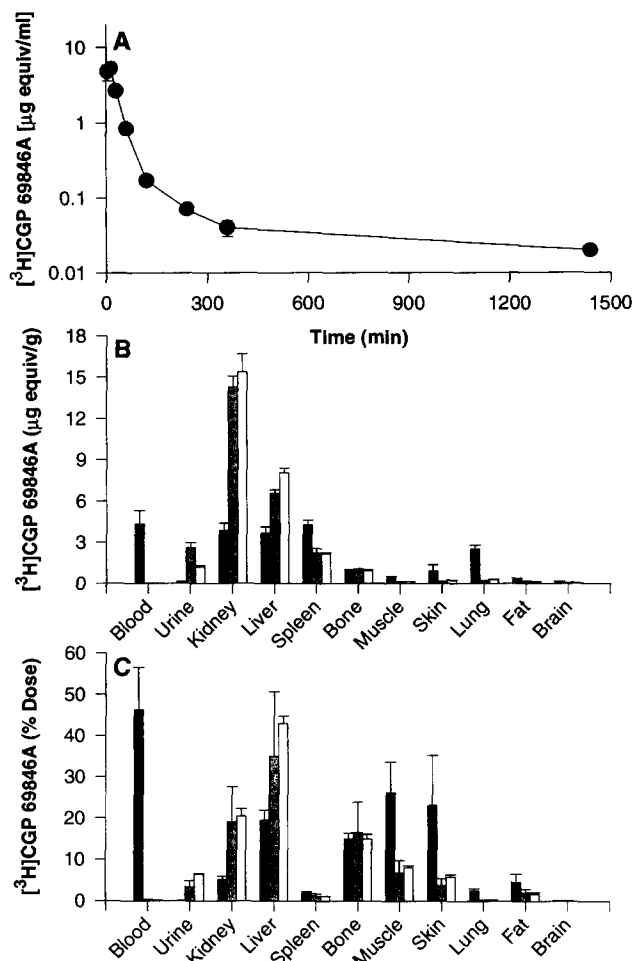 A
[³H]CGP 69846A [µg equiv/ml]
10
1
0.1
0.01
0
300
600
900
1200
1500
Time (min)
B
[³H]CGP 69846A (µg equiv/g)
18
15
12
9
6
3
0
Blood
Urine
Kidney
Liver
Spleen
Bone
Muscle
Skin
Lung
Fat
Brain
C
[³H]CGP 69846A (% Dose)
60
50
40
30
20
10
0
Blood
Urine
Kidney
Liver
Spleen
Bone
Muscle
Skin
Lung
Fat
Brain